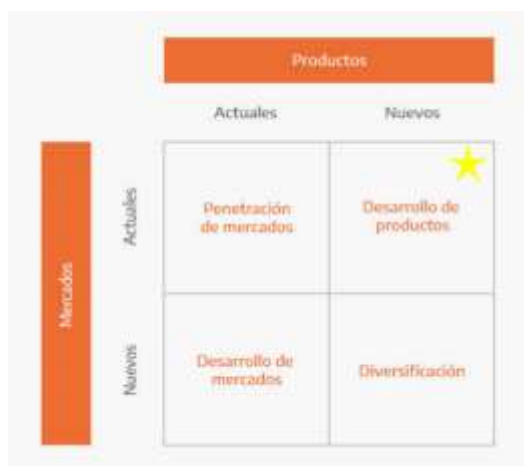 Productos
Actuales
Nuevos
Mercados
Actuales
Penetración
de mercados
Desarrollo de
productos
Nuevos
Desarrollo de
mercados
Diversificación